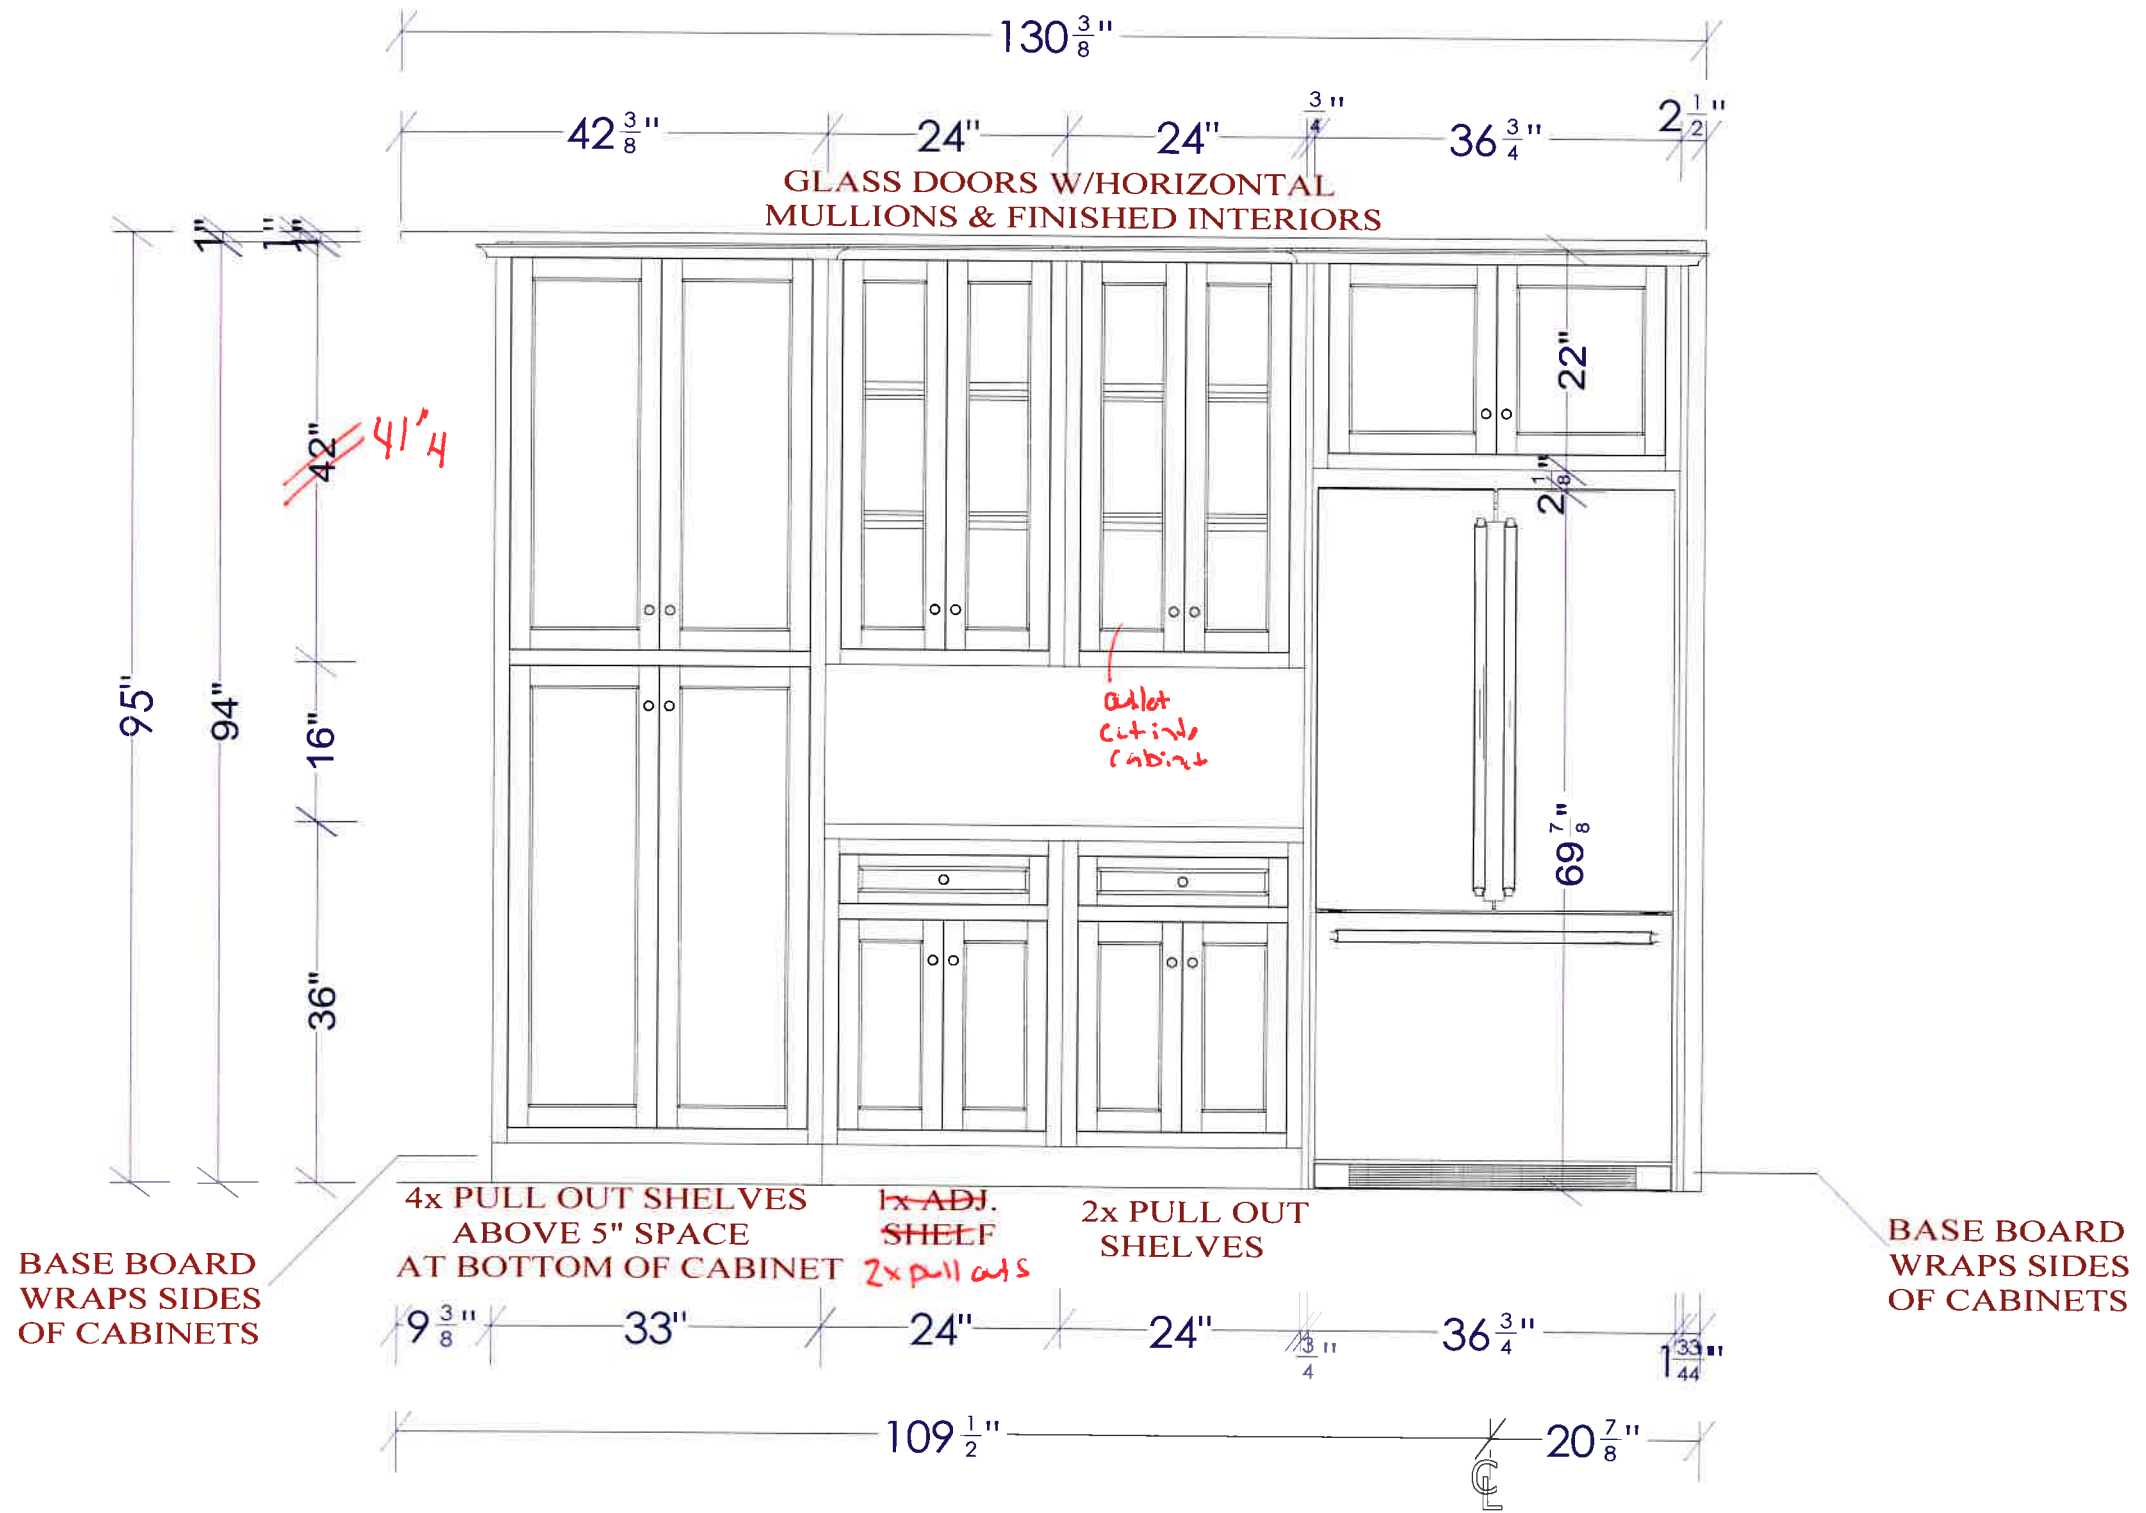 130 3/8"
42 3/8"
24"
24"
3/4"
36 3/4"
2 1/2"
GLASS DOORS W/HORIZONTAL
MULLIONS & FINISHED INTERIORS
1"
1"
1"
95"
94"
42"
41"4
16"
36"
22"
2 1/8"
69 7/8"
outlet
cut into
cabinet
4x PULL OUT SHELVES
ABOVE 5" SPACE
AT BOTTOM OF CABINET
1x ADJ.
SHELF
2x pull outs
2x PULL OUT
SHELVES
BASE BOARD
WRAPS SIDES
OF CABINETS
BASE BOARD
WRAPS SIDES
OF CABINETS
9 3/8"
33"
24"
24"
3/4"
36 3/4"
109 1/2"
20 7/8"
CL